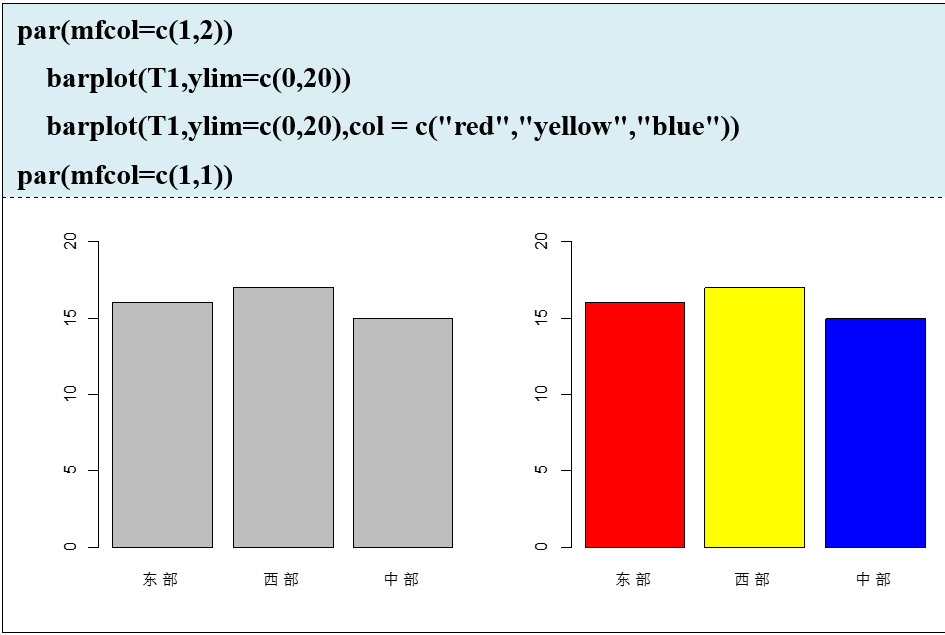 par(mfcol=c(1,2))
barplot(T1,ylim=c(0,20))
barplot(T1,ylim=c(0,20),col = c("red","yellow","blue"))
par(mfcol=c(1,1))
20
15
10
5
0
东部 西部 中部
20
15
10
5
0
东部 西部 中部